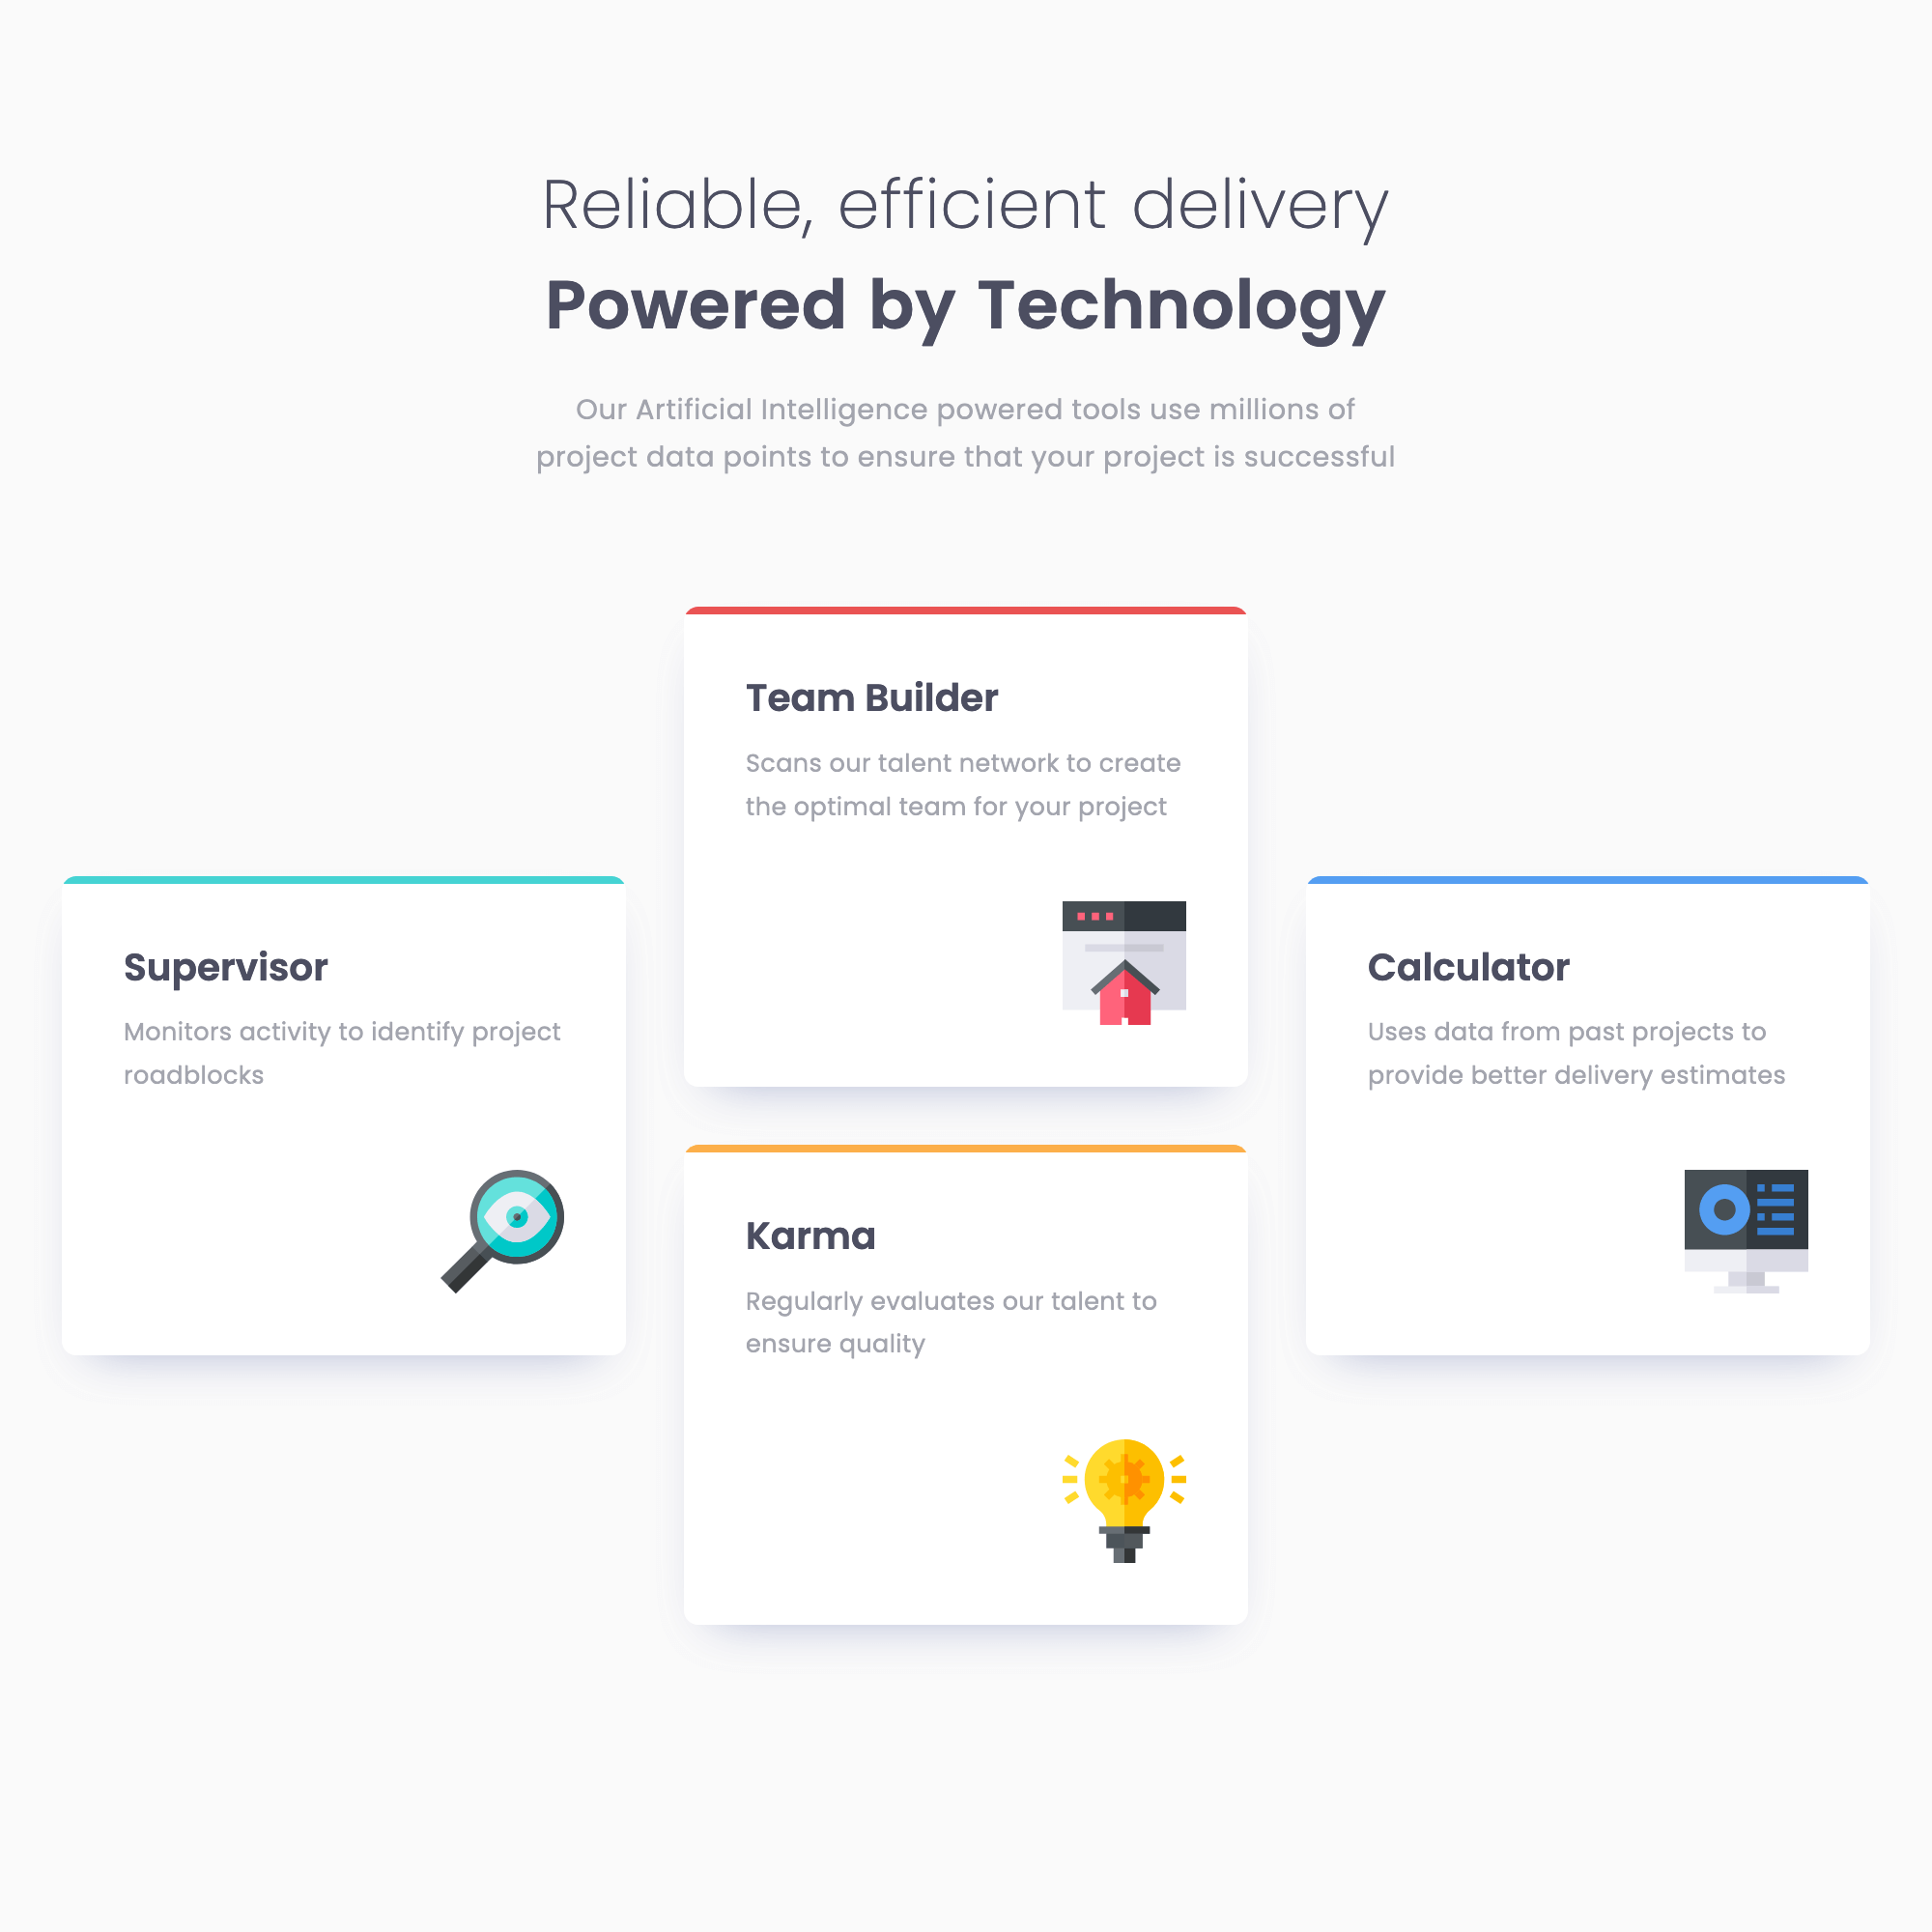 Reliable, efficient delivery
Powered by Technology
Our Artificial Intelligence powered tools use millions of
project data points to ensure that your project is successful
Supervisor
Monitors activity to identify project
roadblocks
Team Builder
Scans our talent network to create
the optimal team for your project
Karma
Regularly evaluates our talent to
ensure quality
Calculator
Uses data from past projects to
provide better delivery estimates